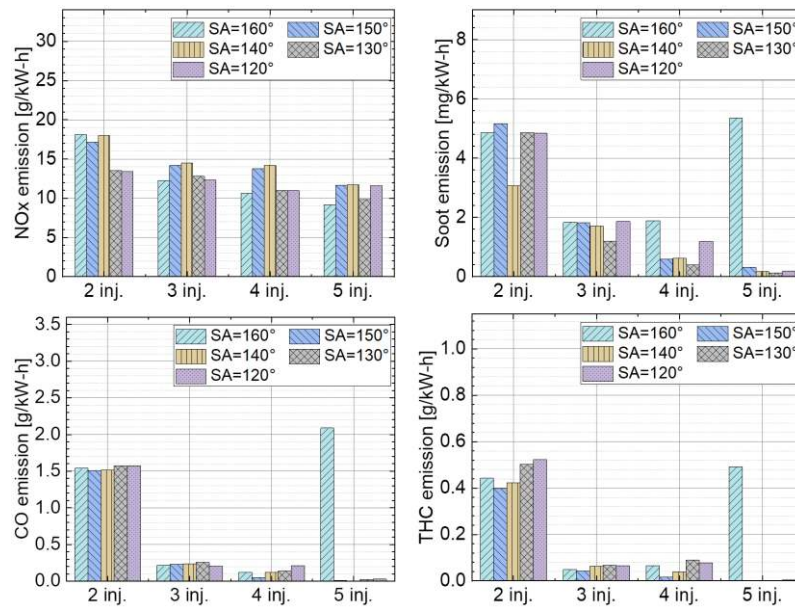 NOx emission [g/kW-h]
30
25
20
15
10
5
0
SA=160° SA=150°
SA=140° SA=130°
SA=120°
2 inj. 3 inj. 4 inj. 5 inj.
Soot emission [mg/kW-h]
8
6
4
2
0
SA=160° SA=150°
SA=140° SA=130°
SA=120°
2 inj. 3 inj. 4 inj. 5 inj.
CO emission [g/kW-h]
3.5
3.0
2.5
2.0
1.5
1.0
0.5
0.0
SA=160° SA=150°
SA=140° SA=130°
SA=120°
2 inj. 3 inj. 4 inj. 5 inj.
THC emission [g/kW-h]
1.0
0.8
0.6
0.4
0.2
0.0
SA=160° SA=150°
SA=140° SA=130°
SA=120°
2 inj. 3 inj. 4 inj. 5 inj.